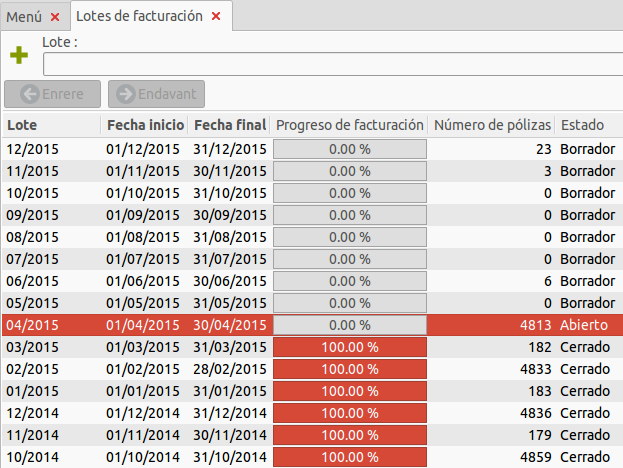 Menú Lotes de facturación
Lote :
Enrere Endavant
Lote Fecha inicio Fecha final Progreso de facturación Número de pólizas Estado
12/2015 01/12/2015 31/12/2015 0.00 % 23 Borrador
11/2015 01/11/2015 30/11/2015 0.00 % 3 Borrador
10/2015 01/10/2015 31/10/2015 0.00 % 0 Borrador
09/2015 01/09/2015 30/09/2015 0.00 % 0 Borrador
08/2015 01/08/2015 31/08/2015 0.00 % 0 Borrador
07/2015 01/07/2015 31/07/2015 0.00 % 0 Borrador
06/2015 01/06/2015 30/06/2015 0.00 % 6 Borrador
05/2015 01/05/2015 31/05/2015 0.00 % 0 Borrador
04/2015 01/04/2015 30/04/2015 0.00 % 4813 Abierto
03/2015 01/03/2015 31/03/2015 100.00 % 182 Cerrado
02/2015 01/02/2015 28/02/2015 100.00 % 4833 Cerrado
01/2015 01/01/2015 31/01/2015 100.00 % 183 Cerrado
12/2014 01/12/2014 31/12/2014 100.00 % 4836 Cerrado
11/2014 01/11/2014 30/11/2014 100.00 % 179 Cerrado
10/2014 01/10/2014 31/10/2014 100.00 % 4859 Cerrado